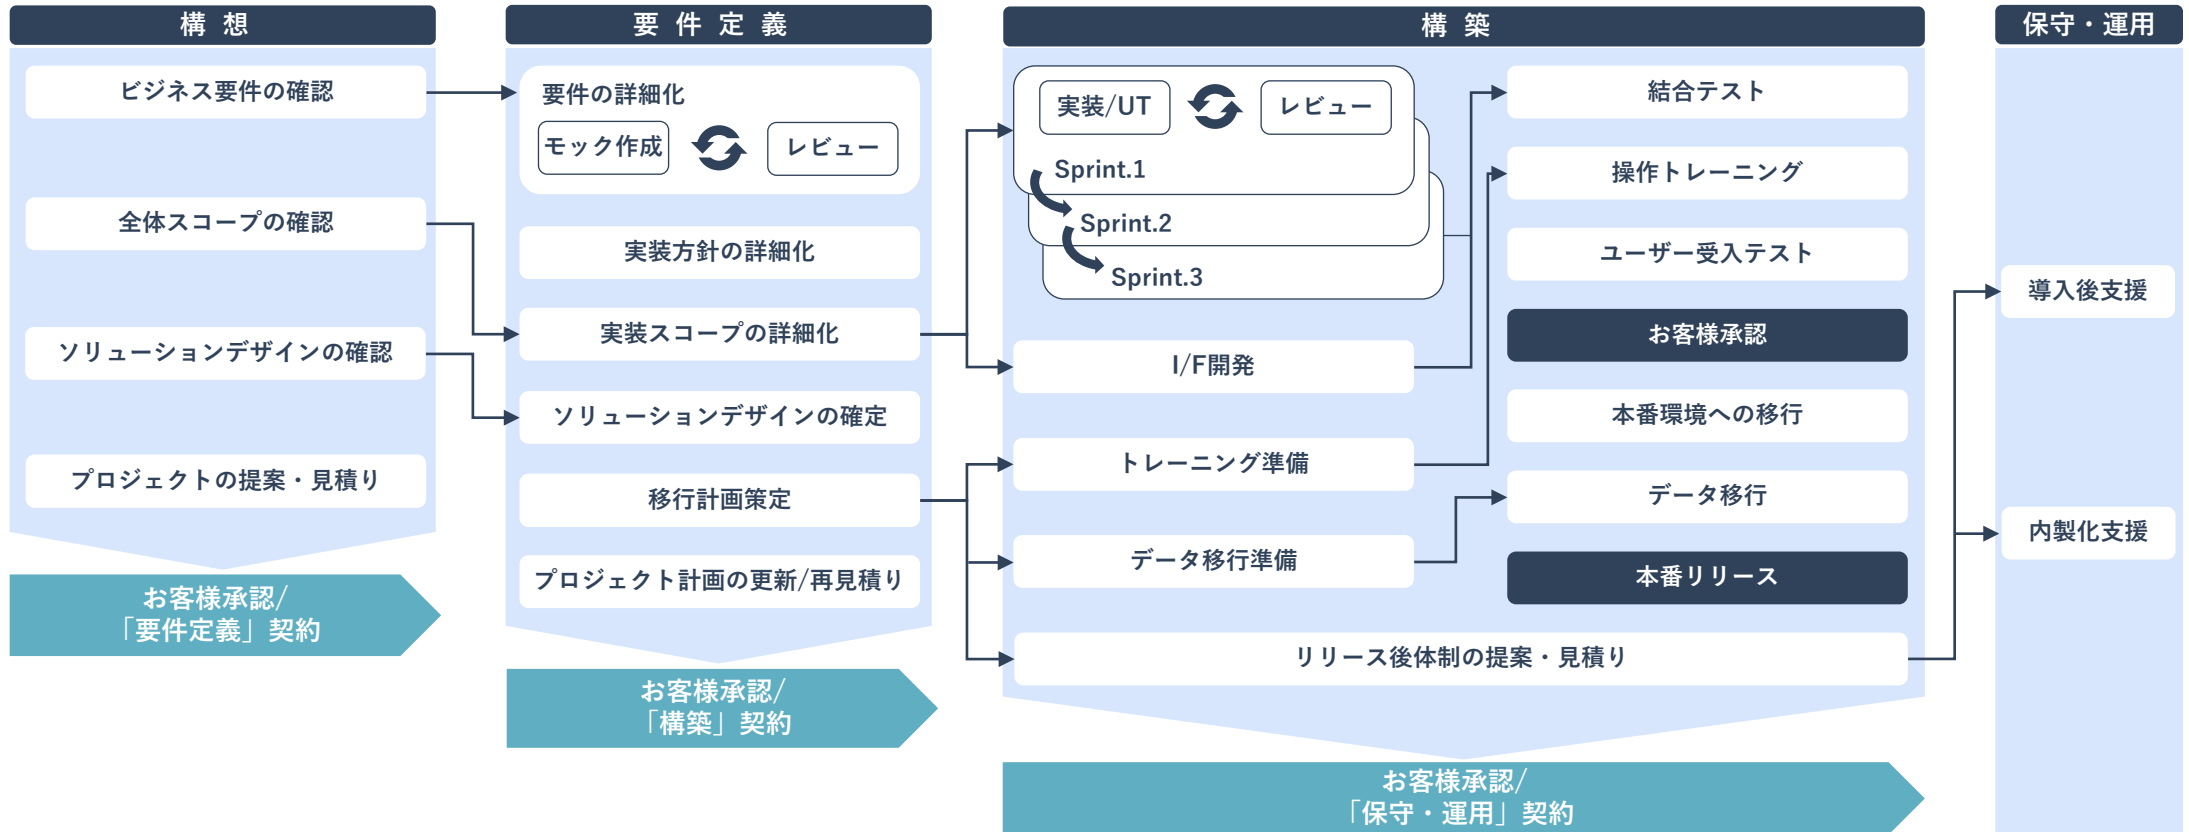 構想
ビジネス要件の確認
全体スコープの確認
ソリューションデザインの確認
プロジェクトの提案・見積り
お客様承認/
「要件定義」契約
要件定義
要件の詳細化
モック作成
レビュー
実装方針の詳細化
実装スコープの詳細化
ソリューションデザインの確定
移行計画策定
プロジェクト計画の更新/再見積り
お客様承認/
「構築」契約
構築
実装/UT
レビュー
Sprint.1
Sprint.2
Sprint.3
I/F開発
トレーニング準備
データ移行準備
結合テスト
操作トレーニング
ユーザー受入テスト
お客様承認
本番環境への移行
データ移行
本番リリース
リリース後体制の提案・見積り
お客様承認/
「保守・運用」契約
保守・運用
導入後支援
内製化支援